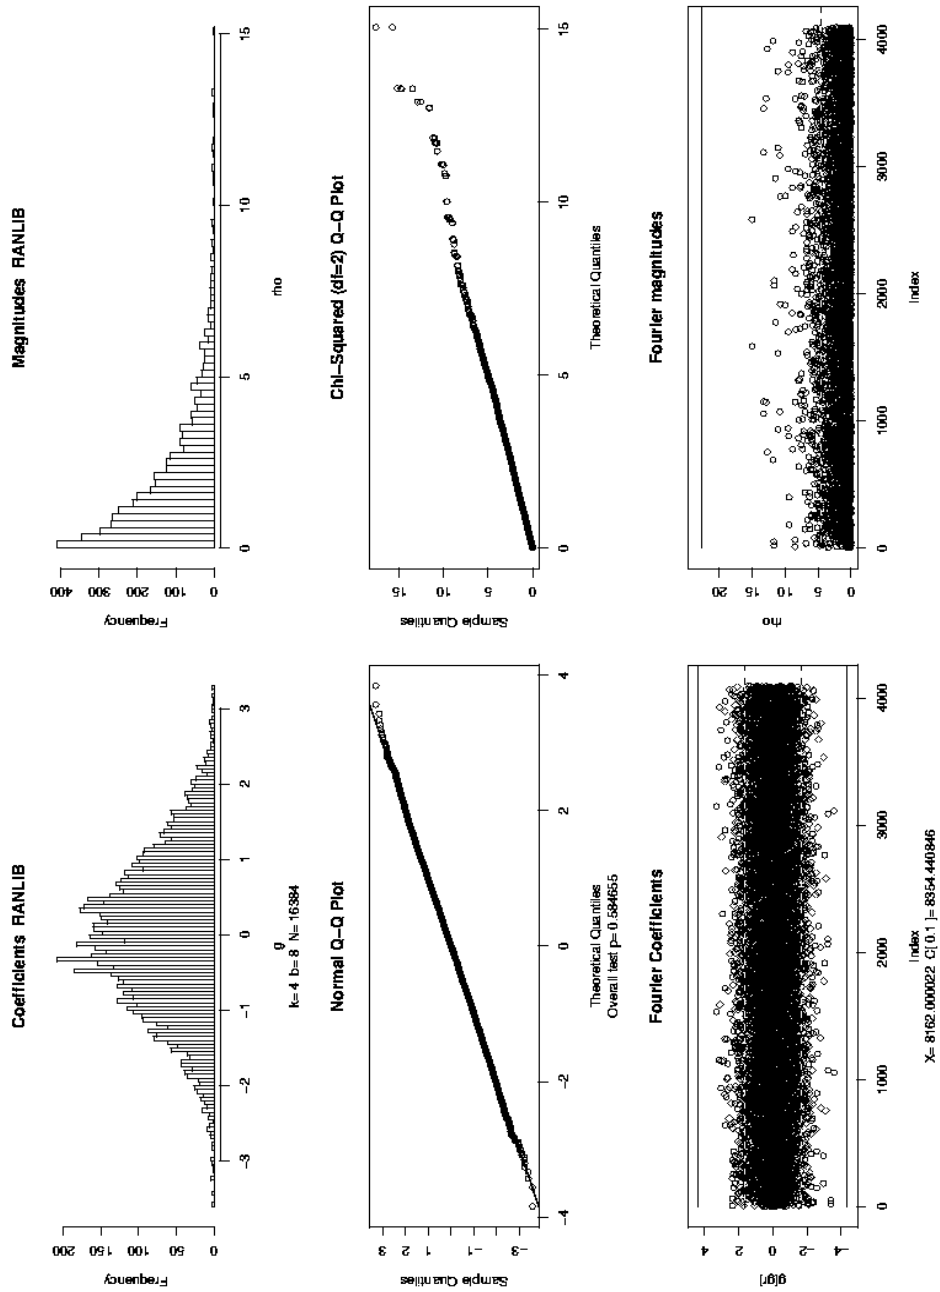 Coefficients RANLIB
Frequency
200
150
100
50
0
−3 −2 −1 0 1 2 3
g
k= 4 b= 8 N= 16384
Magnitudes RANLIB
Frequency
400
300
200
100
0
0 5 10 15
rho
Normal Q−Q Plot
Sample Quantiles
3
2
1
−1
−3
−4 −2 0 2 4
Theoretical Quantiles
Overall test p= 0.584655
Chi−Squared (df=2) Q−Q Plot
Sample Quantiles
15
10
5
0
0 5 10 15
Theoretical Quantiles
Fourier Coefficients
g[gr]
4
2
0
−2
−4
0 1000 2000 3000 4000
Index
X= 8162.000022 C[ 0.1 ]= 8354.440846
Fourier magnitudes
rho
20
15
10
5
0
0 1000 2000 3000 4000
Index